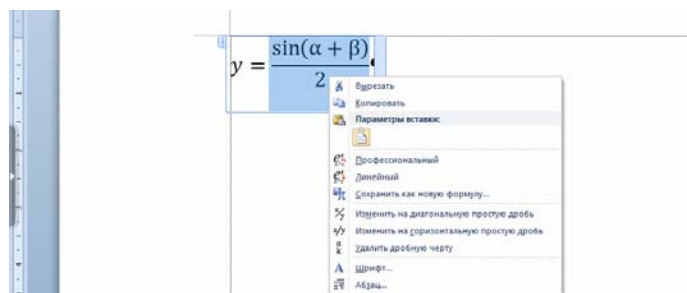 y = sin(α + β) / 2
Вырезать
Копировать
Параметры вставки:
Профессиональный
Линейный
Сохранить как новую формулу...
Изменить на диагональную простую дробь
Изменить на горизонтальную простую дробь
Удалить дробную черту
Шрифт...
Абзац...